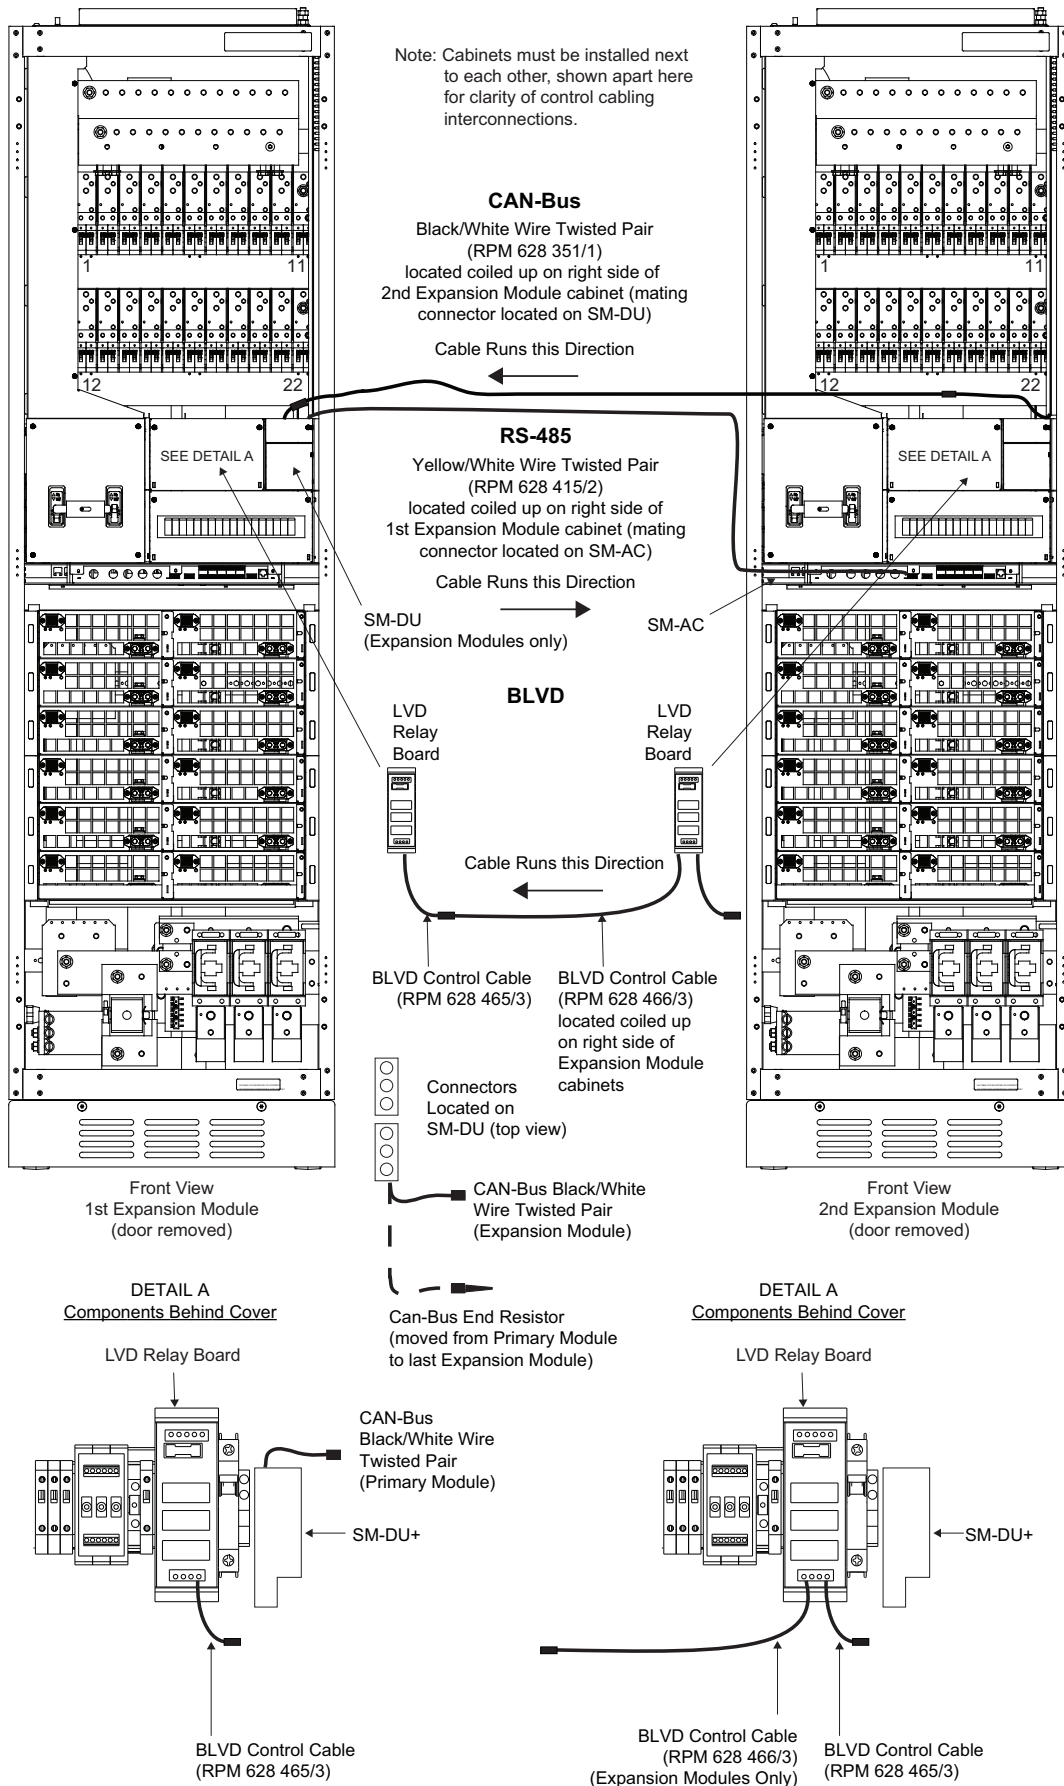 Note: Cabinets must be installed next
to each other, shown apart here
for clarity of control cabling
interconnections.
CAN-Bus
Black/White Wire Twisted Pair
(RPM 628 351/1)
located coiled up on right side of
2nd Expansion Module cabinet (mating
connector located on SM-DU)
Cable Runs this Direction
1 11
12 22
1 11
12 22
SEE DETAIL A
SEE DETAIL A
RS-485
Yellow/White Wire Twisted Pair
(RPM 628 415/2)
located coiled up on right side of
1st Expansion Module cabinet (mating
connector located on SM-AC)
Cable Runs this Direction
SM-DU
(Expansion Modules only)
SM-AC
BLVD
LVD
Relay
Board
LVD
Relay
Board
Cable Runs this Direction
BLVD Control Cable
(RPM 628 465/3)
BLVD Control Cable
(RPM 628 466/3)
located coiled up
on right side of
Expansion Module
cabinets
Connectors
Located on
SM-DU (top view)
CAN-Bus Black/White
Wire Twisted Pair
(Expansion Module)
Can-Bus End Resistor
(moved from Primary Module
to last Expansion Module)
Front View
1st Expansion Module
(door removed)
Front View
2nd Expansion Module
(door removed)
DETAIL A
Components Behind Cover
LVD Relay Board
CAN-Bus
Black/White Wire
Twisted Pair
(Primary Module)
SM-DU+
BLVD Control Cable
(RPM 628 465/3)
DETAIL A
Components Behind Cover
LVD Relay Board
SM-DU+
BLVD Control Cable
(RPM 628 466/3)
(Expansion Modules Only)
BLVD Control Cable
(RPM 628 465/3)